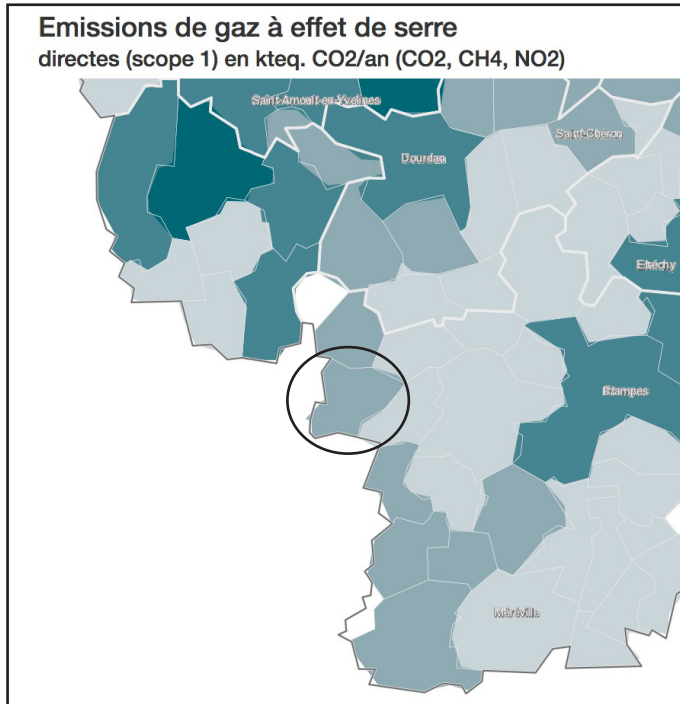 Emissions de gaz à effet de serre
directes (scope 1) en kteq. CO2/an (CO2, CH4, NO2)
Saint-Arnoult-en-Yvelines
Dourdan
Saint-Chéron
Etréchy
Etampes
Méréville